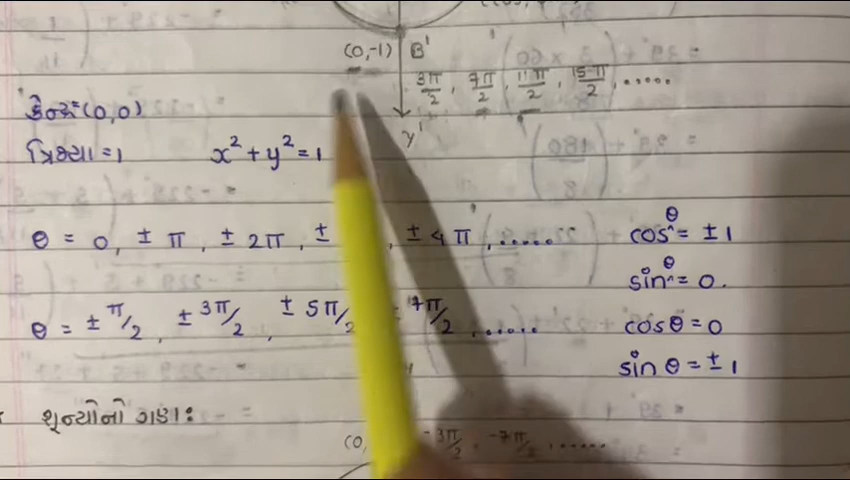 (0,-1) B'
3π/2, 7π/2, 11π/2, 15π/2, .....
y'
કેન્દ્ર=(0,0)
ત્રિજ્યા=1 x²+y²=1
θ = 0, ± π, ± 2π, ± , ± 4π, ..... cosθ = ±1
sinθ = 0.
θ = ± π/2, ± 3π/2, ± 5π/2 7π/2, ..... cosθ = 0
sin θ = ±1
શૂન્યોનો ગણ:
(0, -3π/2, -7π/2, .....